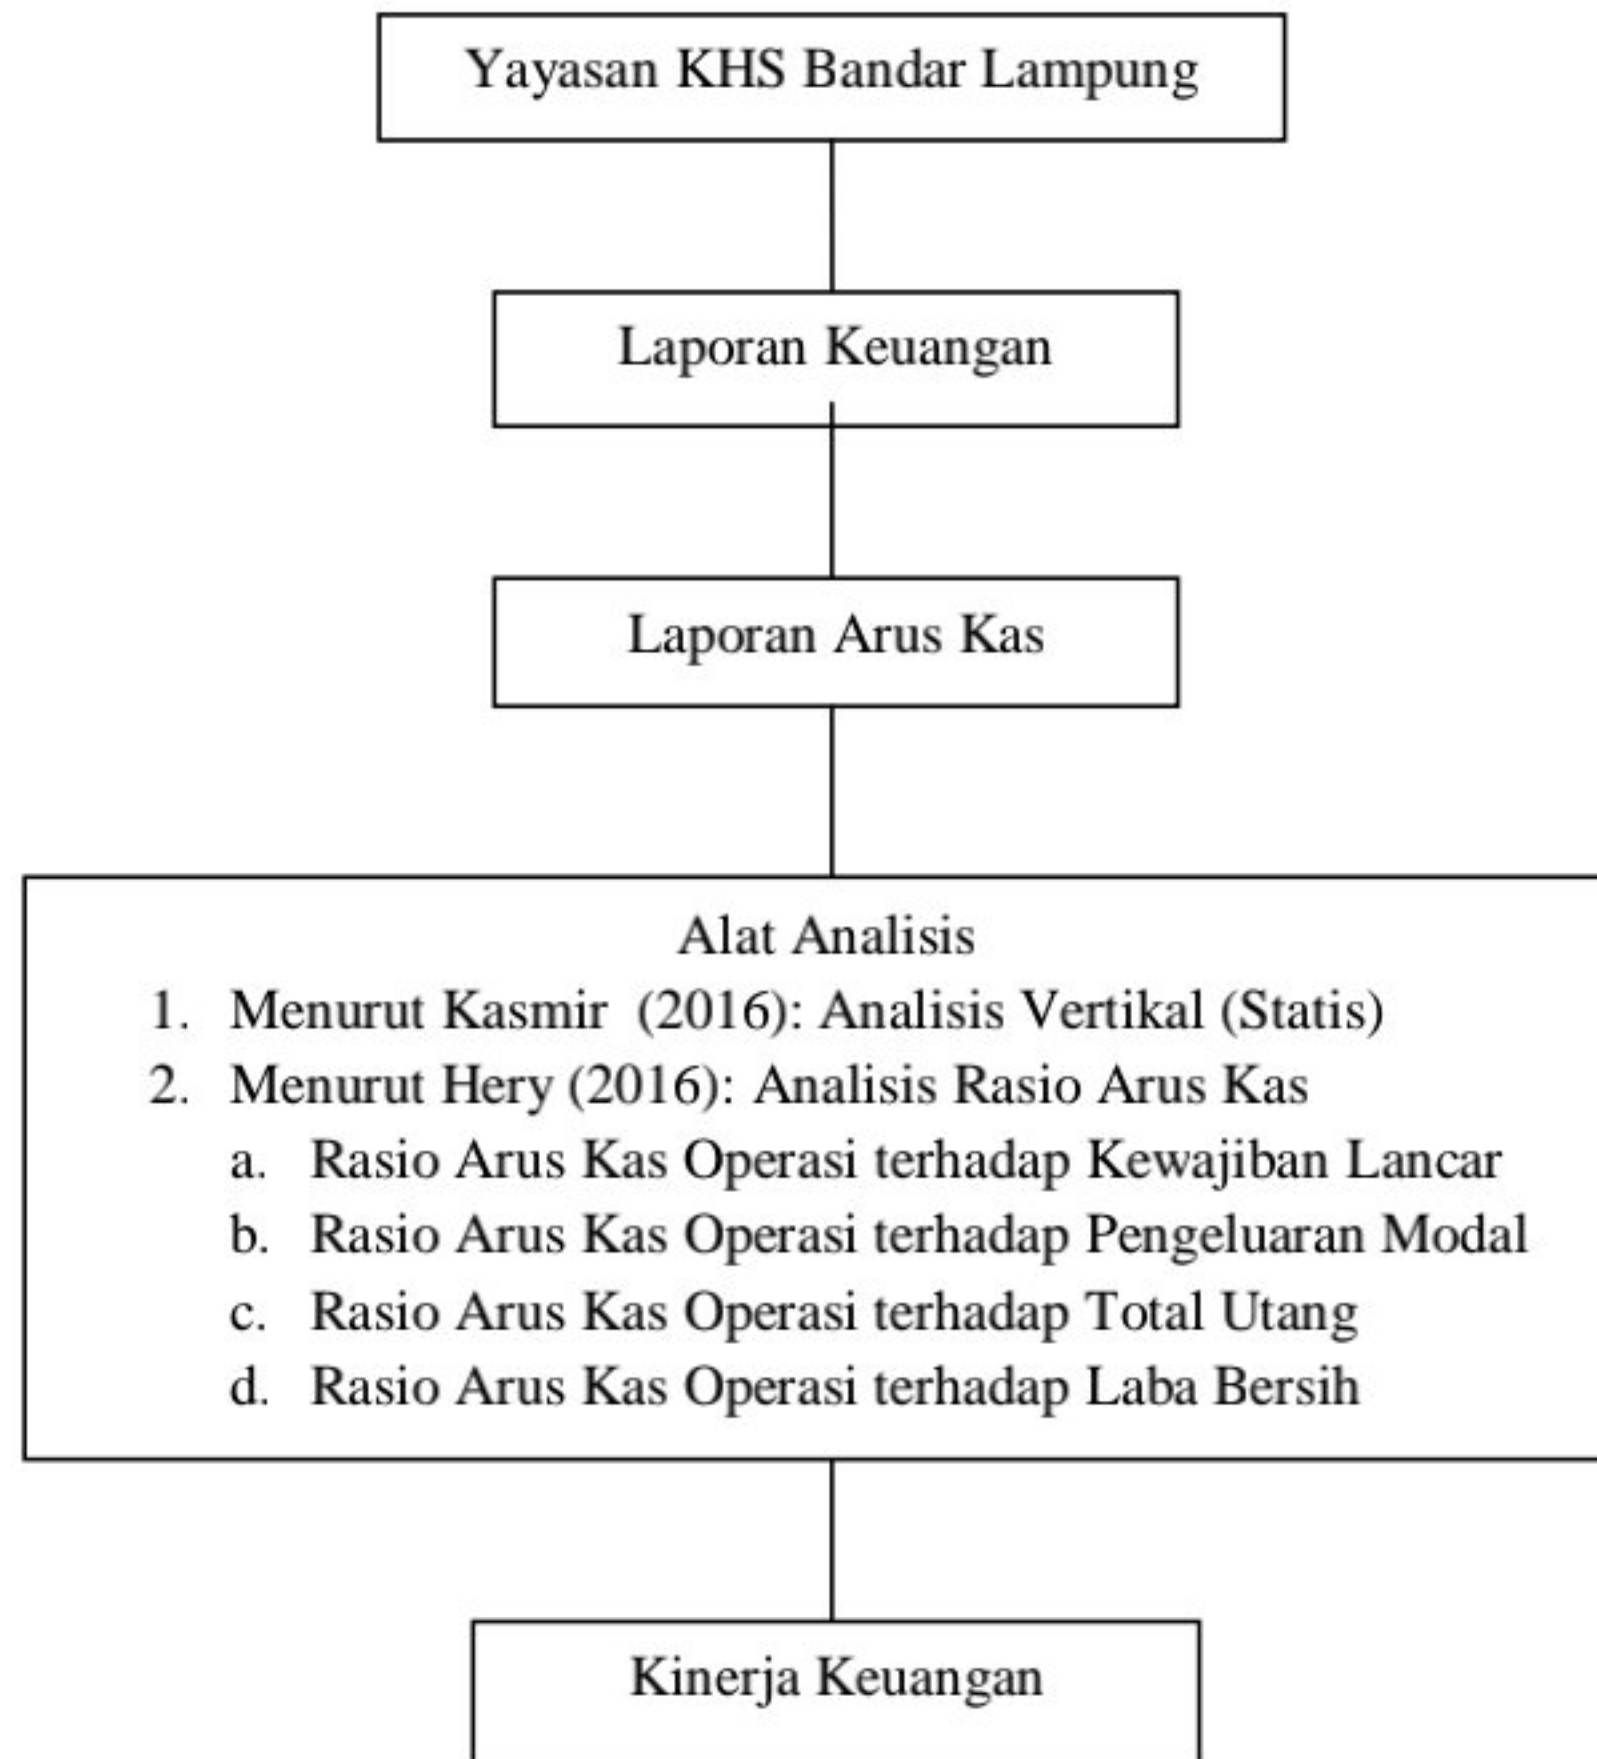 Yayasan KHS Bandar Lampung
Laporan Keuangan
Laporan Arus Kas
Alat Analisis
1. Menurut Kasmir (2016): Analisis Vertikal (Statis)
2. Menurut Hery (2016): Analisis Rasio Arus Kas
a. Rasio Arus Kas Operasi terhadap Kewajiban Lancar
b. Rasio Arus Kas Operasi terhadap Pengeluaran Modal
c. Rasio Arus Kas Operasi terhadap Total Utang
d. Rasio Arus Kas Operasi terhadap Laba Bersih
Kinerja Keuangan